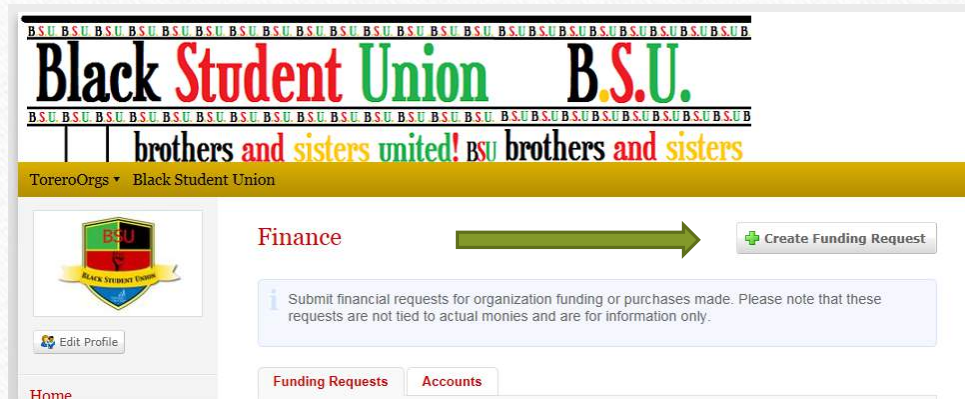 B.S.U. B.S.U. B.S.U. B.S.U. B.S.U. B.S.U. B.S.U. B.S.U. B.S.U. B.S.U. B.S.U. B.S.U B.S.U B.S.U B.S.U B.S.U B.S.U B.S.U B.
Black Student Union B.S.U.
B.S.U. B.S.U. B.S.U. B.S.U. B.S.U. B.S.U. B.S.U. B.S.U. B.S.U. B.S.U. B.S.U. B.S.U. B.S.U B.S.U B.S.U B.S.U B.S.U B.S.U B
brothers and sisters united! BSU brothers and sisters
ToreroOrgs Black Student Union
BSU
BLACK STUDENT UNION
Edit Profile
Home
Finance
Create Funding Request
Submit financial requests for organization funding or purchases made. Please note that these
requests are not tied to actual monies and are for information only.
Funding Requests Accounts